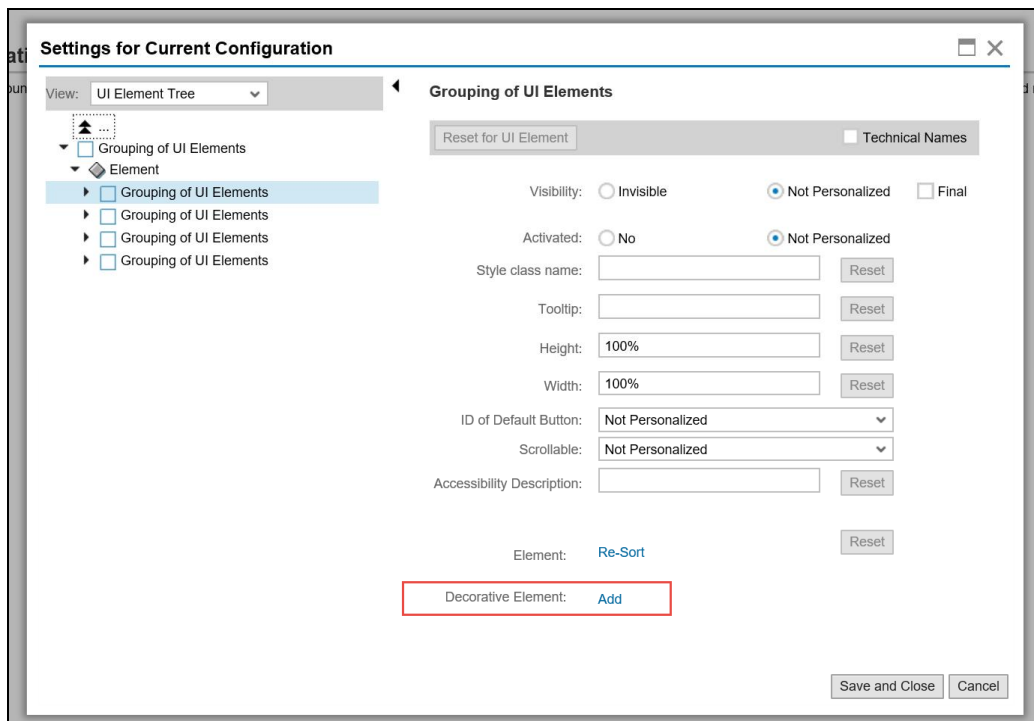 Settings for Current Configuration
View: UI Element Tree
...
Grouping of UI Elements
Element
Grouping of UI Elements
Grouping of UI Elements
Grouping of UI Elements
Grouping of UI Elements
Grouping of UI Elements
Reset for UI Element Technical Names
Visibility: Invisible Not Personalized Final
Activated: No Not Personalized
Style class name: Reset
Tooltip: Reset
Height: 100% Reset
Width: 100% Reset
ID of Default Button: Not Personalized
Scrollable: Not Personalized
Accessibility Description: Reset
Element: Re-Sort Reset
Decorative Element: Add
Save and Close Cancel